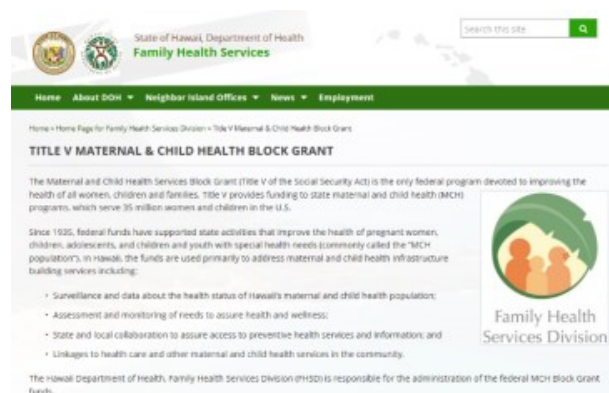 State of Hawaii, Department of Health
Family Health Services
Search this site
Home About DOH Neighbor Island Offices News Employment
Home » Home Page for Family Health Services Division » Title V Maternal & Child Health Block Grant
TITLE V MATERNAL & CHILD HEALTH BLOCK GRANT
The Maternal and Child Health Services Block Grant (Title V of the Social Security Act) is the only federal program devoted to improving the
health of all women, children and families. Title V provides funding to state maternal and child health (MCH)
programs, which serve 35 million women and children in the U.S.
Since 1935, federal funds have supported state activities that improve the health of pregnant women,
children, adolescents, and children and youth with special health needs (commonly called the "MCH
population"). In Hawaii, the funds are used primarily to address maternal and child health infrastructure
building services including:
• Surveillance and data about the health status of Hawaii's maternal and child health population;
• Assessment and monitoring of needs to assure health and wellness;
• State and local collaboration to assure access to preventive health services and information; and
• Linkages to health care and other maternal and child health services in the community.
Family Health
Services Division
The Hawaii Department of Health, Family Health Services Division (FHSD) is responsible for the administration of the federal MCH Block Grant
funds.